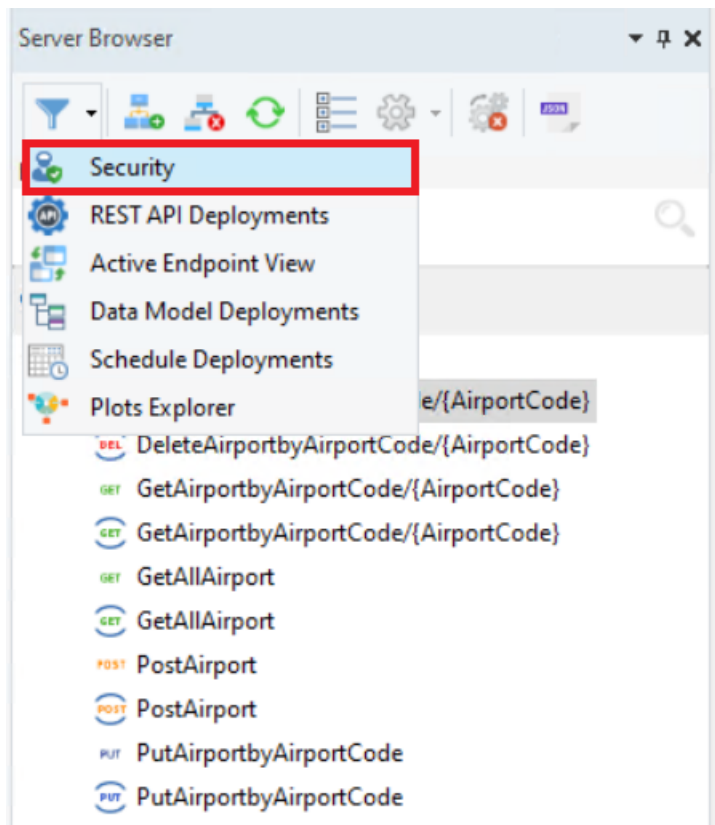 Server Browser
JSON
Security
API REST API Deployments
Active Endpoint View
Data Model Deployments
Schedule Deployments
Plots Explorer
e/{AirportCode}
DEL DeleteAirportbyAirportCode/{AirportCode}
GET GetAirportbyAirportCode/{AirportCode}
GET GetAirportbyAirportCode/{AirportCode}
GET GetAllAirport
GET GetAllAirport
POST PostAirport
POST PostAirport
PUT PutAirportbyAirportCode
PUT PutAirportbyAirportCode